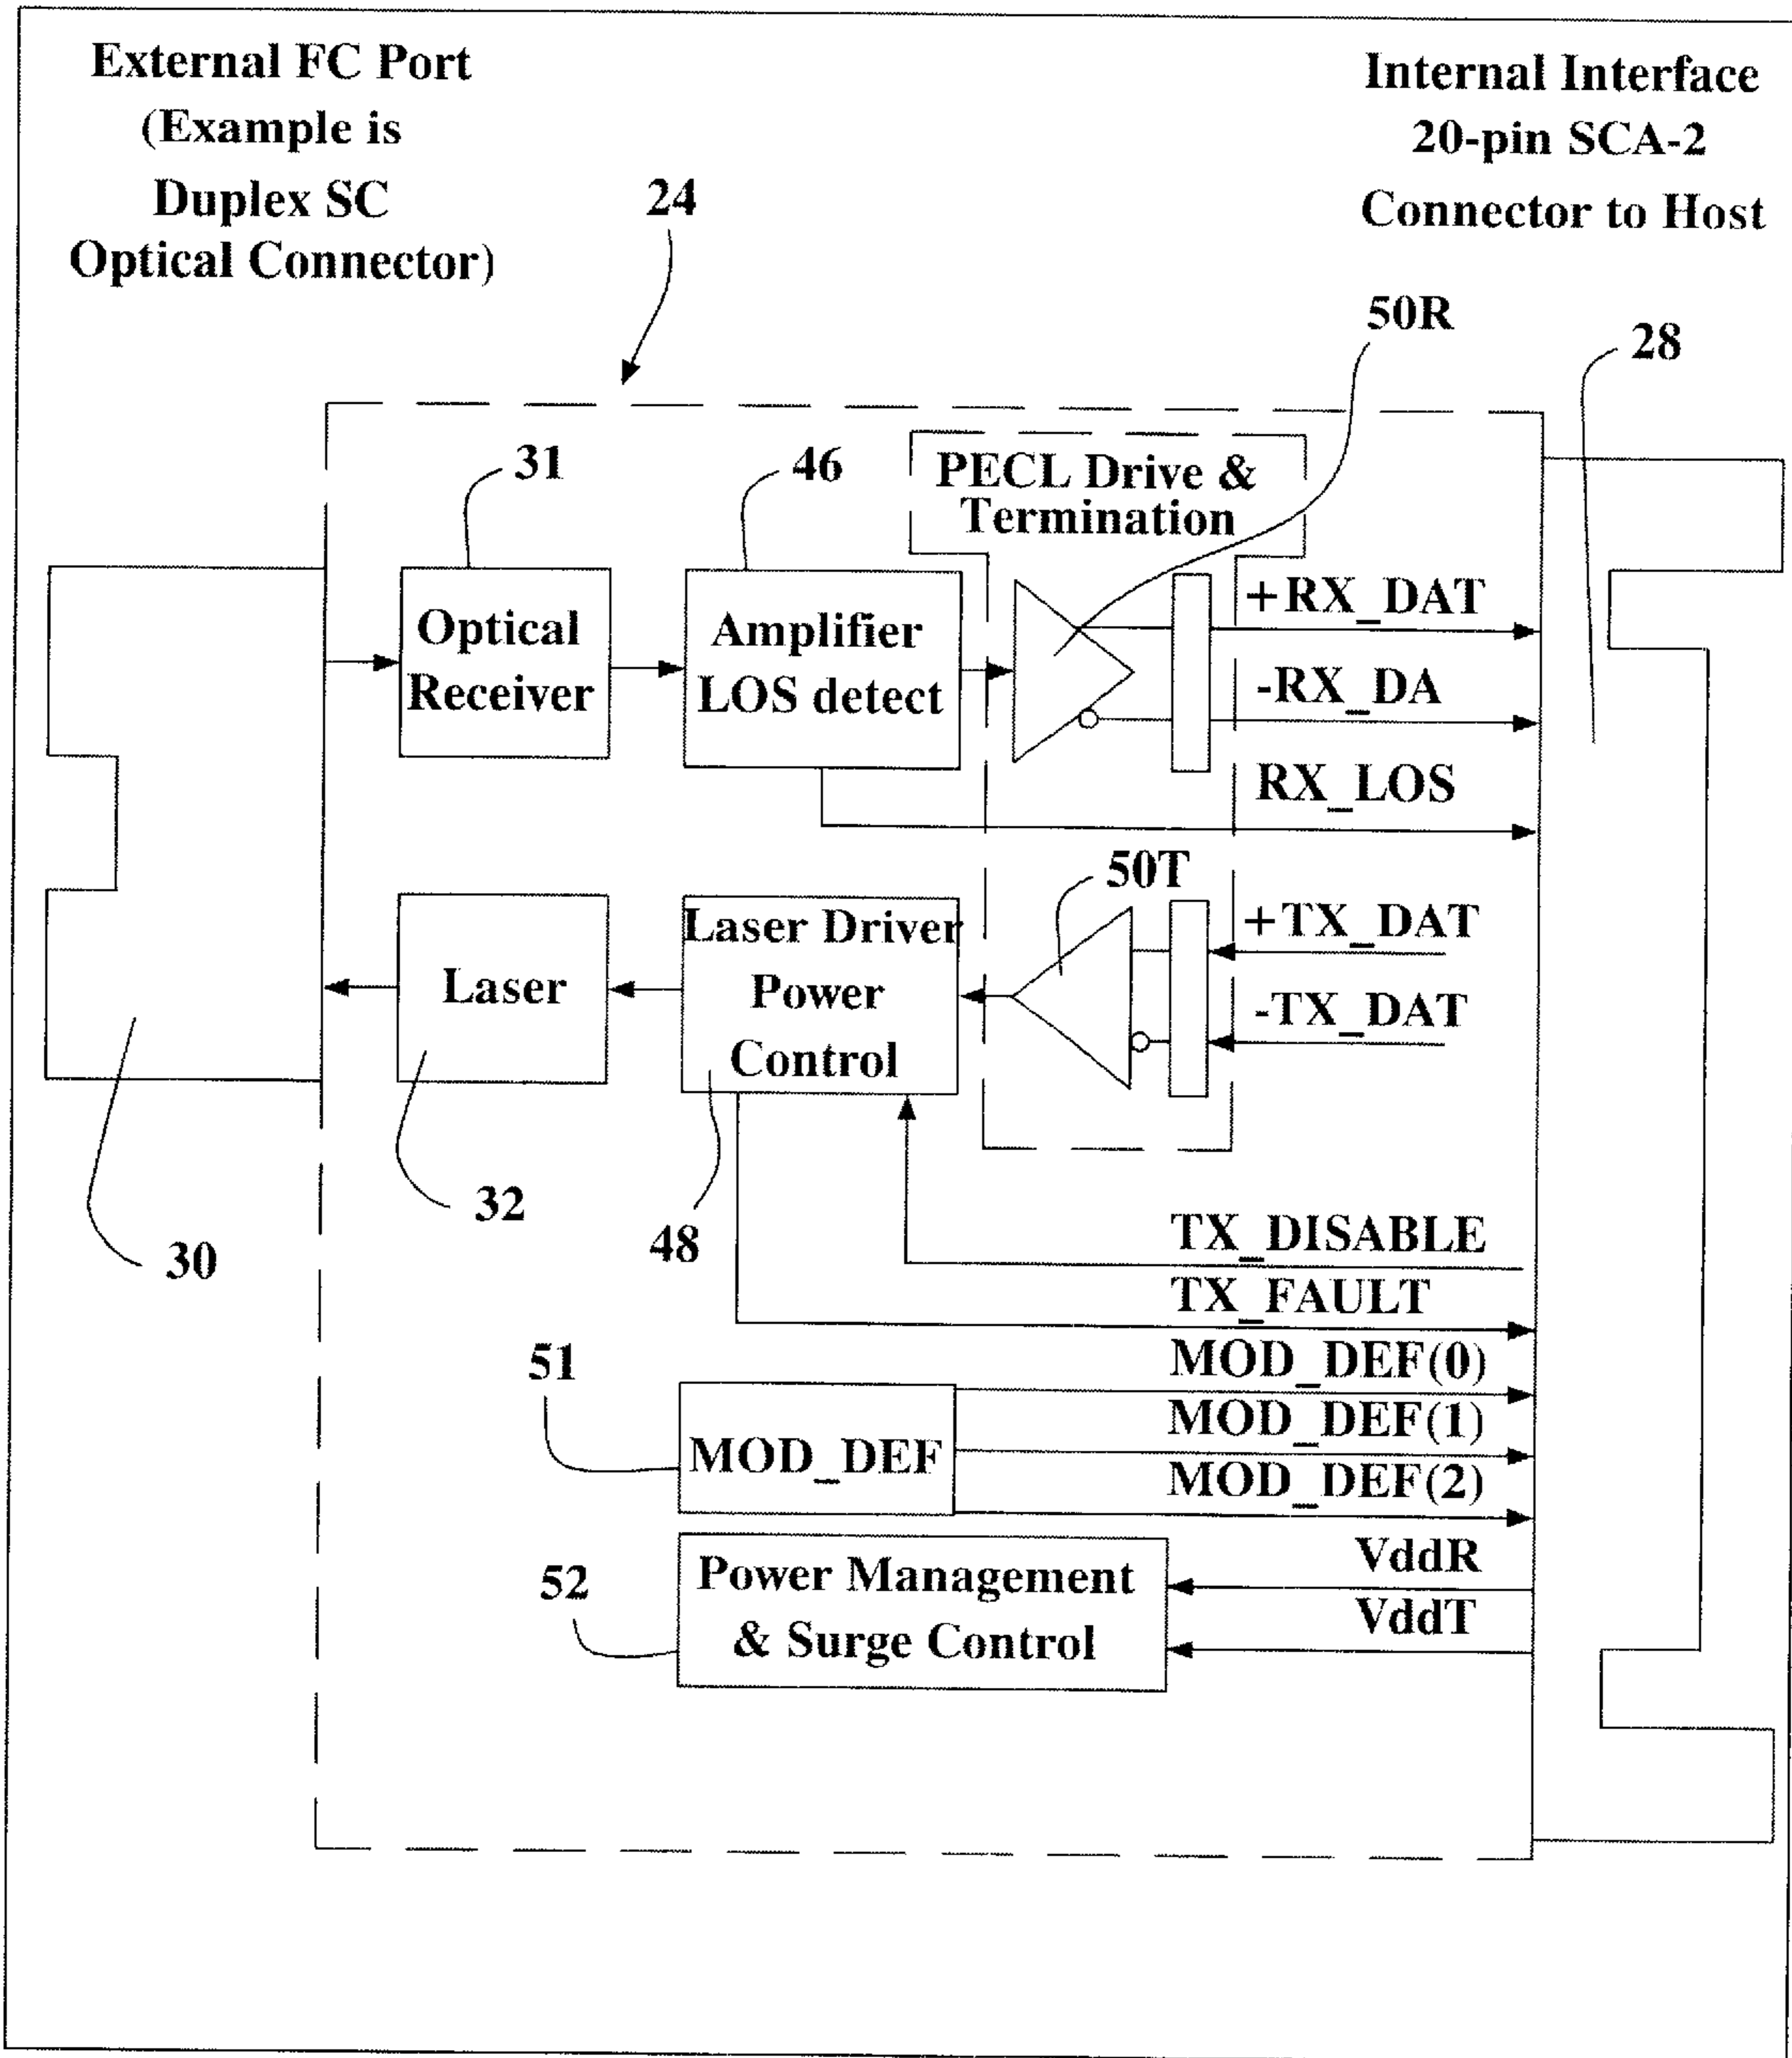 External FC Port
(Example is
Duplex SC
Optical Connector)
Internal Interface
20-pin SCA-2
Connector to Host
24
50R
28
31
46
PECL Drive &
Termination
Optical
Receiver
Amplifier
LOS detect
+RX_DAT
-RX_DA
RX_LOS
50T
Laser
Laser Driver
Power
Control
+TX_DAT
-TX_DAT
30
32
48
TX_DISABLE
TX_FAULT
51
MOD_DEF
MOD_DEF(0)
MOD_DEF(1)
MOD_DEF(2)
52
Power Management
& Surge Control
VddR
VddT